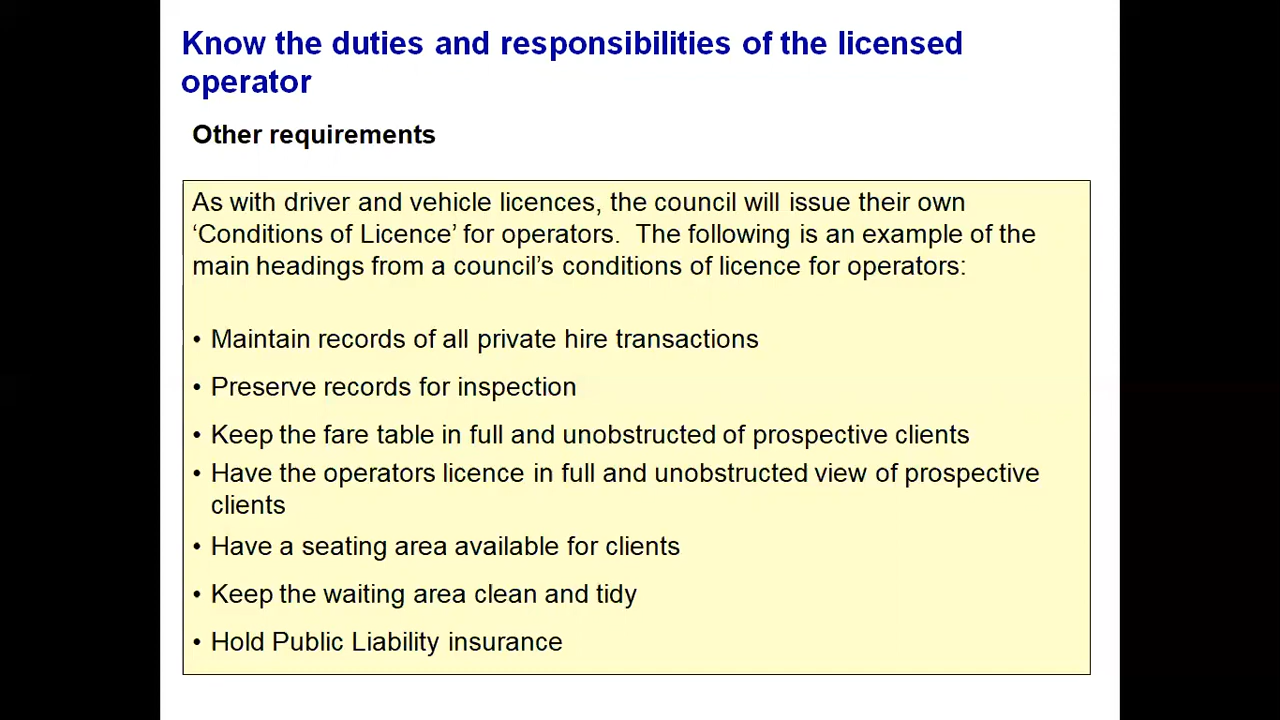 Know the duties and responsibilities of the licensed
operator
Other requirements
As with driver and vehicle licences, the council will issue their own
‘Conditions of Licence’ for operators.  The following is an example of the
main headings from a council’s conditions of licence for operators:
• Maintain records of all private hire transactions
• Preserve records for inspection
• Keep the fare table in full and unobstructed of prospective clients
• Have the operators licence in full and unobstructed view of prospective
clients
• Have a seating area available for clients
• Keep the waiting area clean and tidy
• Hold Public Liability insurance